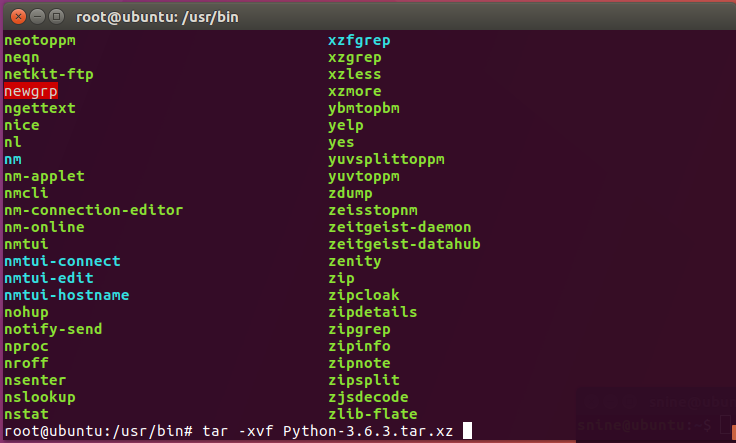 root@ubuntu: /usr/bin
neotoppm xzfgrep
neqn xzgrep
netkit-ftp xzless
newgrp xzmore
ngettext ybmtopbm
nice yelp
nl yes
nm yuvsplittoppm
nm-applet yuvtoppm
nmcli zdump
nm-connection-editor zeisstopnm
nm-online zeitgeist-daemon
nmtui zeitgeist-datahub
nmtui-connect zenity
nmtui-edit zip
nmtui-hostname zipcloak
nohup zipdetails
notify-send zipgrep
nproc zipinfo
nroff zipnote
nsenter zipsplit
nslookup zjsdecode
nstat zlib-flate
root@ubuntu:/usr/bin# tar -xvf Python-3.6.3.tar.xz
snine@ubuntu:~$